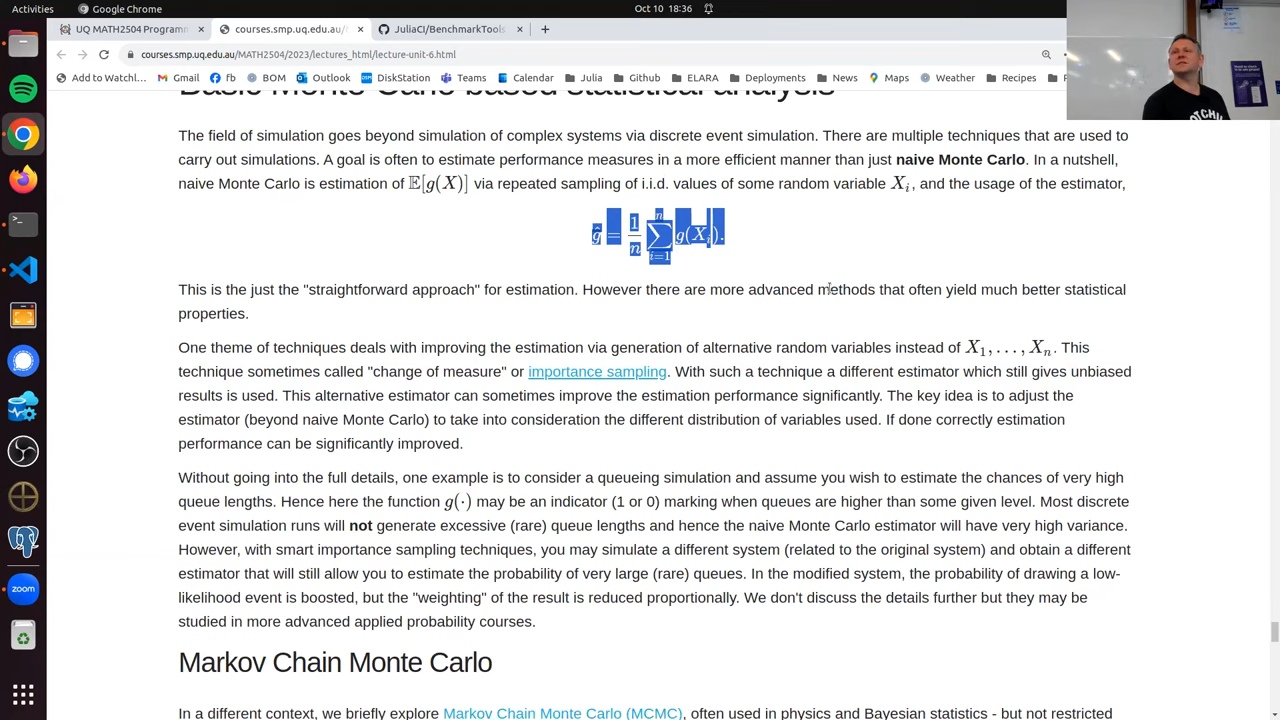 Activities
Google Chrome
Oct 10 18:36
UQ MATH2504 Programm
courses.smp.uq.edu.au/
JuliaCI/BenchmarkTools
courses.smp.uq.edu.au/MATH2504/2023/lectures_html/lecture-unit-6.html
Add to Watchl... Gmail Fb BOM Outlook DiskStation Teams Calendar Julia Github ELARA Deployments News Maps Weather Recipes
Basic Monte Carlo based statistical analysis
The field of simulation goes beyond simulation of complex systems via discrete event simulation. There are multiple techniques that are used to
carry out simulations. A goal is often to estimate performance measures in a more efficient manner than just naive Monte Carlo. In a nutshell,
naive Monte Carlo is estimation of 𝔼[g(X)] via repeated sampling of i.i.d. values of some random variable Xᵢ, and the usage of the estimator,
ĝ = 1/n ∑_{i=1}^{n} g(Xᵢ).
This is the just the "straightforward approach" for estimation. However there are more advanced methods that often yield much better statistical
properties.
One theme of techniques deals with improving the estimation via generation of alternative random variables instead of X₁, . . . , Xₙ. This
technique sometimes called "change of measure" or importance sampling. With such a technique a different estimator which still gives unbiased
results is used. This alternative estimator can sometimes improve the estimation performance significantly. The key idea is to adjust the
estimator (beyond naive Monte Carlo) to take into consideration the different distribution of variables used. If done correctly estimation
performance can be significantly improved.
Without going into the full details, one example is to consider a queueing simulation and assume you wish to estimate the chances of very high
queue lengths. Hence here the function g(·) may be an indicator (1 or 0) marking when queues are higher than some given level. Most discrete
event simulation runs will not generate excessive (rare) queue lengths and hence the naive Monte Carlo estimator will have very high variance.
However, with smart importance sampling techniques, you may simulate a different system (related to the original system) and obtain a different
estimator that will still allow you to estimate the probability of very large (rare) queues. In the modified system, the probability of drawing a low-
likelihood event is boosted, but the "weighting" of the result is reduced proportionally. We don't discuss the details further but they may be
studied in more advanced applied probability courses.
Markov Chain Monte Carlo
In a different context, we briefly explore Markov Chain Monte Carlo (MCMC), often used in physics and Bayesian statistics - but not restricted
zoom